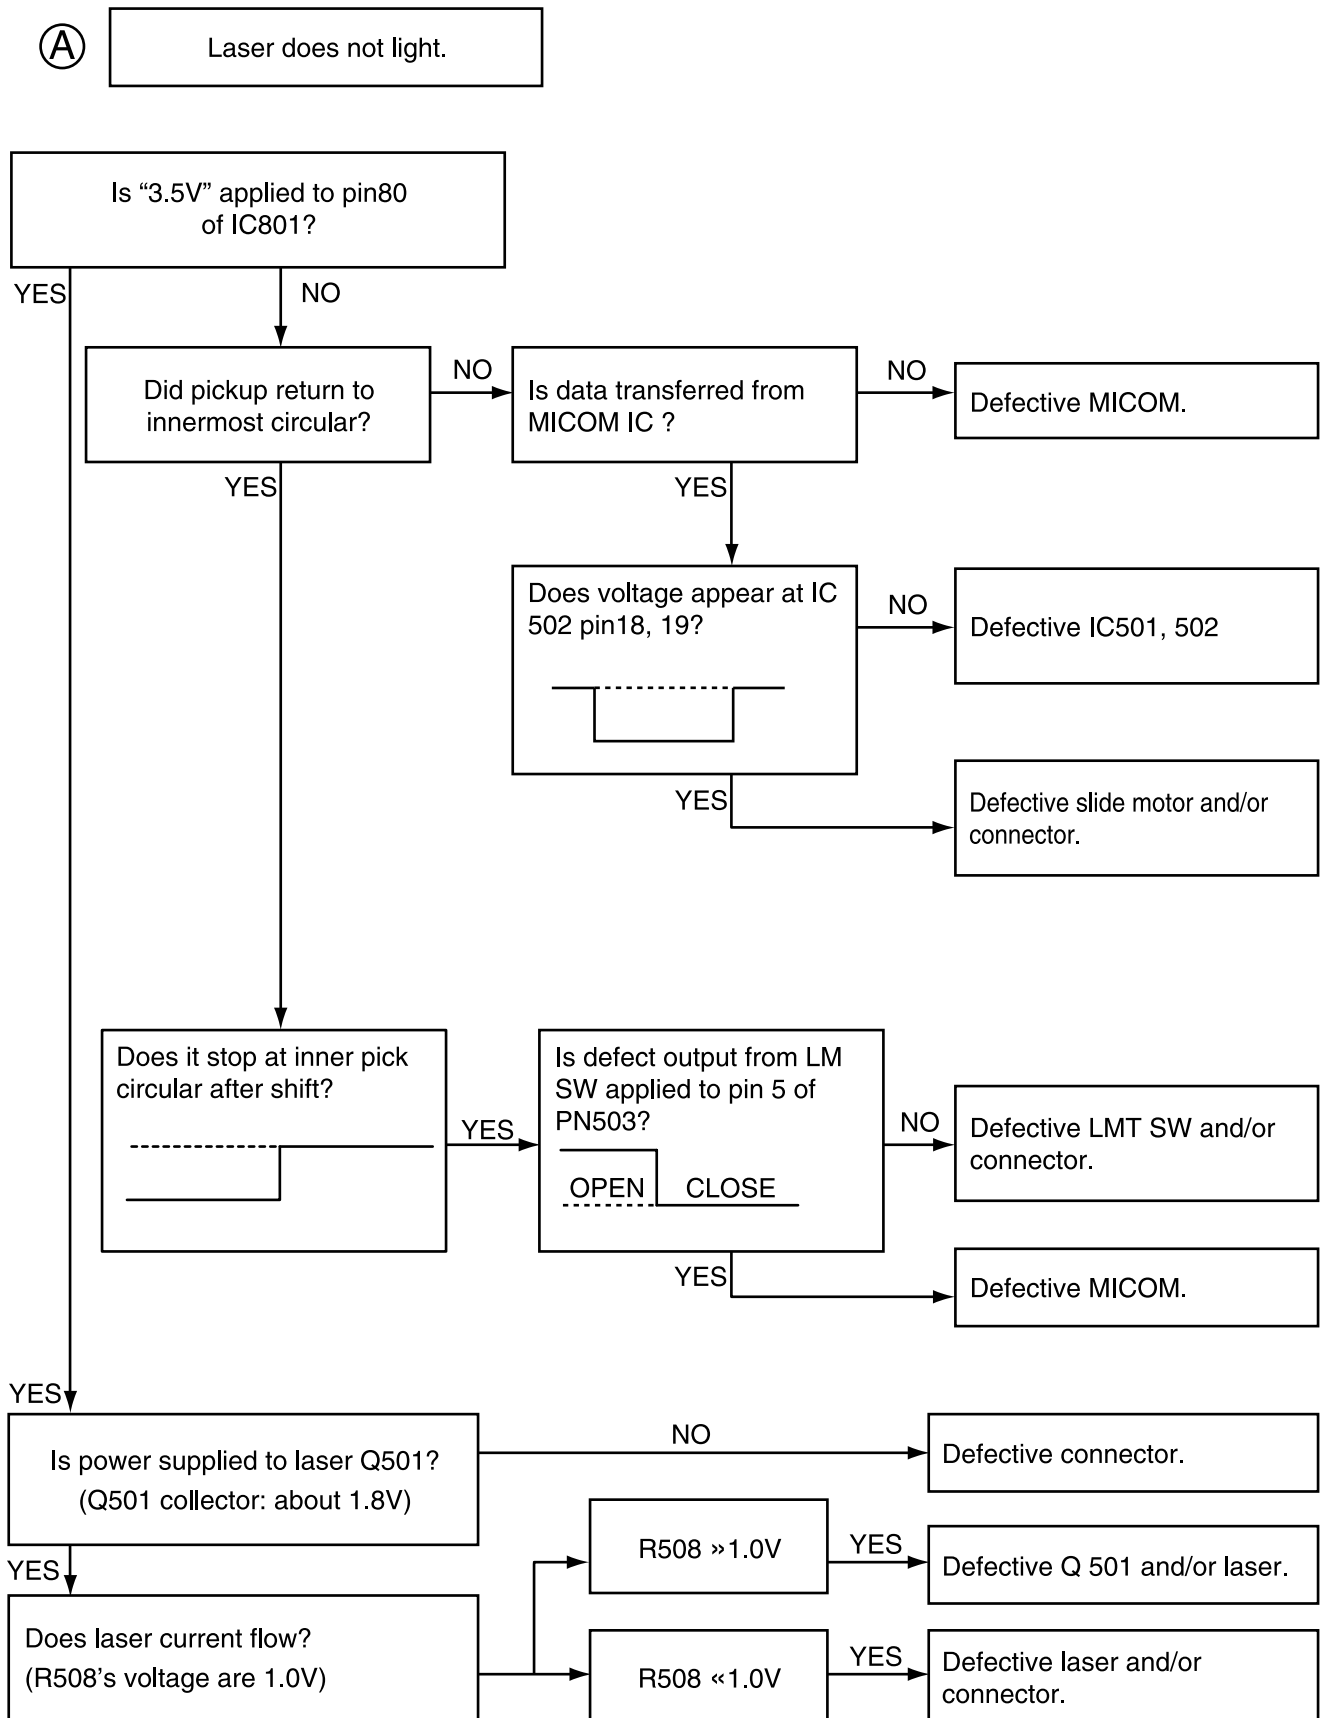 A
Laser does not light.
Is “3.5V” applied to pin80
of IC801?
YES
NO
Did pickup return to
innermost circular?
NO
Is data transferred from
MICOM IC ?
NO
Defective MICOM.
YES
YES
Does voltage appear at IC
502 pin18, 19?
NO
Defective IC501, 502
YES
Defective slide motor and/or
connector.
Does it stop at inner pick
circular after shift?
YES
Is defect output from LM
SW applied to pin 5 of
PN503?
OPEN CLOSE
NO
Defective LMT SW and/or
connector.
YES
Defective MICOM.
YES
Is power supplied to laser Q501?
(Q501 collector: about 1.8V)
NO
Defective connector.
YES
R508 »1.0V
YES
Defective Q 501 and/or laser.
Does laser current flow?
(R508’s voltage are 1.0V)
R508 «1.0V
YES
Defective laser and/or
connector.